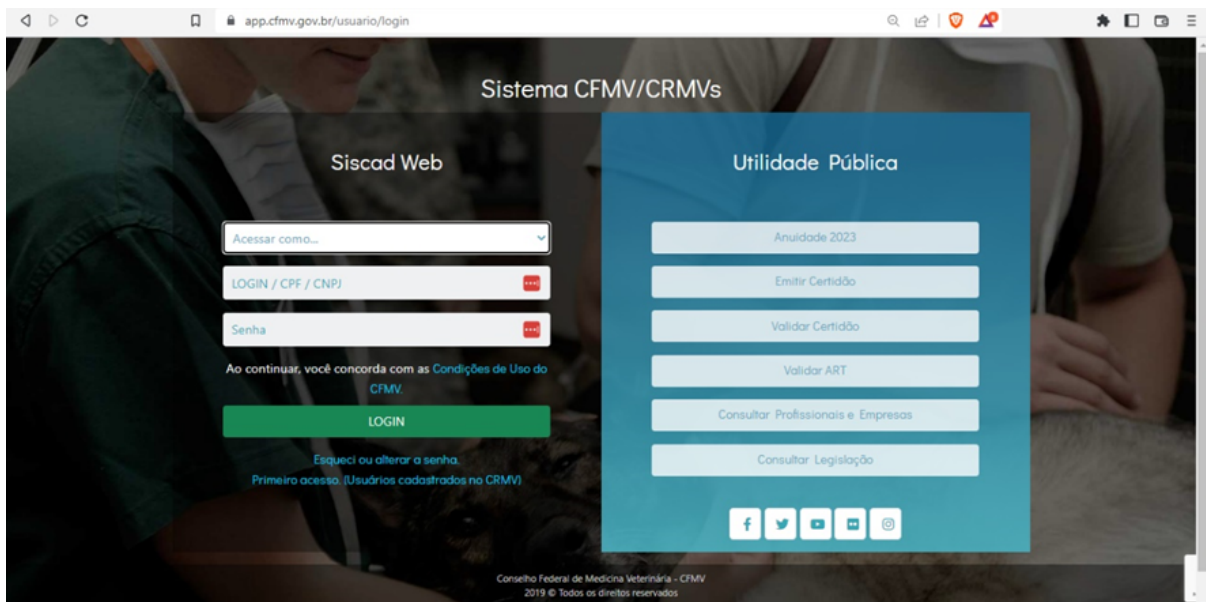 app.cfmv.gov.br/usuario/login
Sistema CFMV/CRMVs
Siscad Web
Acessar como...
LOGIN / CPF / CNPJ
Senha
Ao continuar, você concorda com as Condições de Uso do
CFMV.
LOGIN
Esqueci ou alterar a senha.
Primeiro acesso. (Usuários cadastrados no CRMV)
Utilidade Pública
Anuidade 2023
Emitir Certidão
Validar Certidão
Validar ART
Consultar Profissionais e Empresas
Consultar Legislação
Conselho Federal de Medicina Veterinária - CFMV
2019 © Todos os direitos reservados